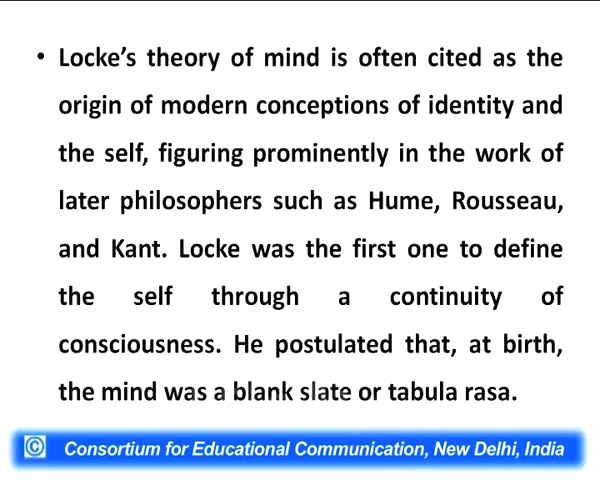 • Locke's theory of mind is often cited as the
origin of modern conceptions of identity and
the self, figuring prominently in the work of
later philosophers such as Hume, Rousseau,
and Kant. Locke was the first one to define
the self through a continuity of
consciousness. He postulated that, at birth,
the mind was a blank slate or tabula rasa.
© Consortium for Educational Communication, New Delhi, India